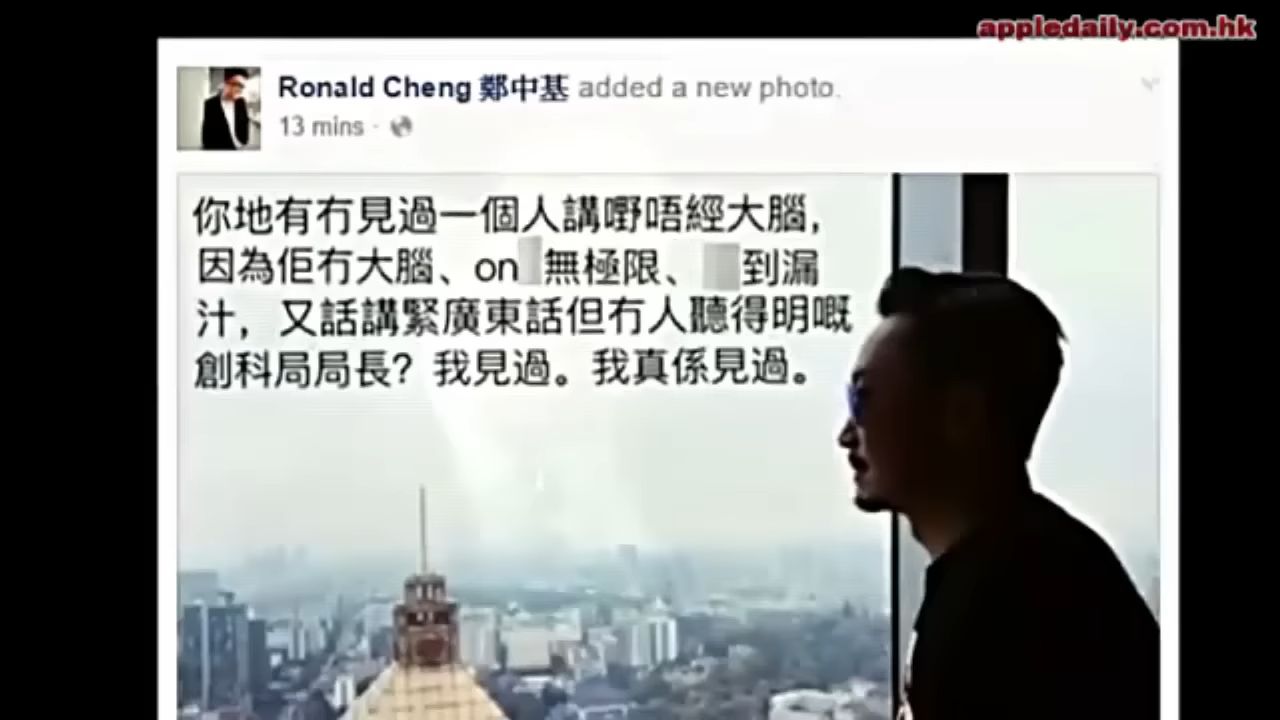 appledaily.com.hk
Ronald Cheng 鄭中基 added a new photo.
13 mins ·
你地有冇見過一個人講嘢唔經大腦，
因為佢冇大腦、on 無極限、 到漏
汁，又話講緊廣東話但冇人聽得明嘅
創科局局長？我見過。我真係見過。